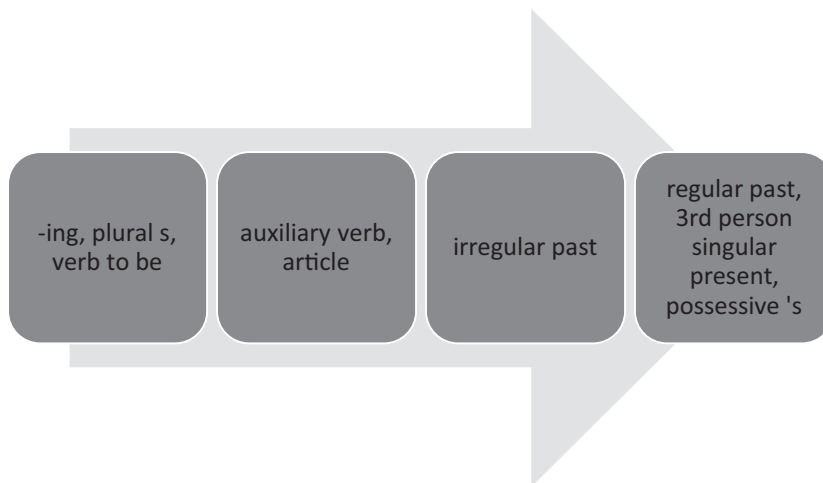 -ing, plural s,
verb to be
auxiliary verb,
article
irregular past
regular past,
3rd person
singular
present,
possessive 's